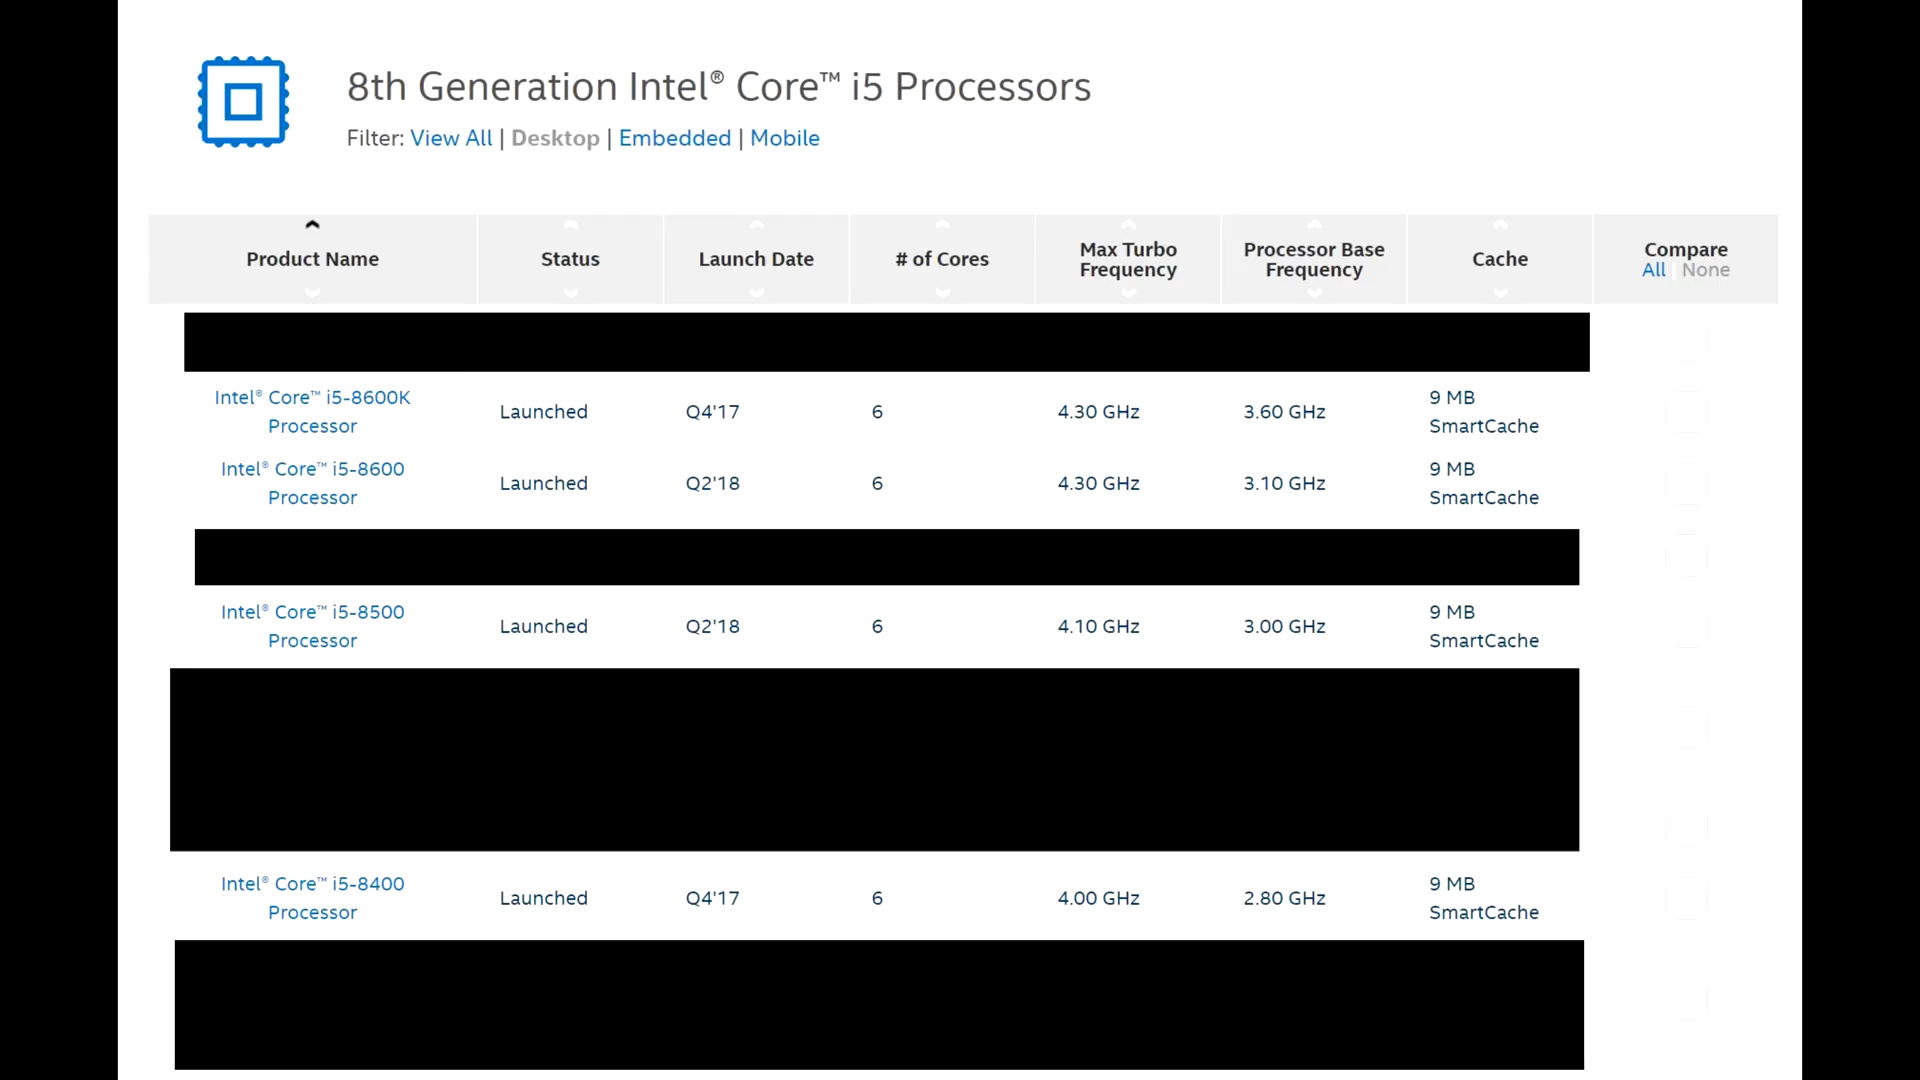 8th Generation Intel® Core™ i5 Processors
Filter: View All | Desktop | Embedded | Mobile
Product Name Status Launch Date # of Cores Max Turbo Frequency Processor Base Frequency Cache Compare
All | None
Intel® Core™ i5-8600K Processor Launched Q4'17 6 4.30 GHz 3.60 GHz 9 MB SmartCache
Intel® Core™ i5-8600 Processor Launched Q2'18 6 4.30 GHz 3.10 GHz 9 MB SmartCache
Intel® Core™ i5-8500 Processor Launched Q2'18 6 4.10 GHz 3.00 GHz 9 MB SmartCache
Intel® Core™ i5-8400 Processor Launched Q4'17 6 4.00 GHz 2.80 GHz 9 MB SmartCache